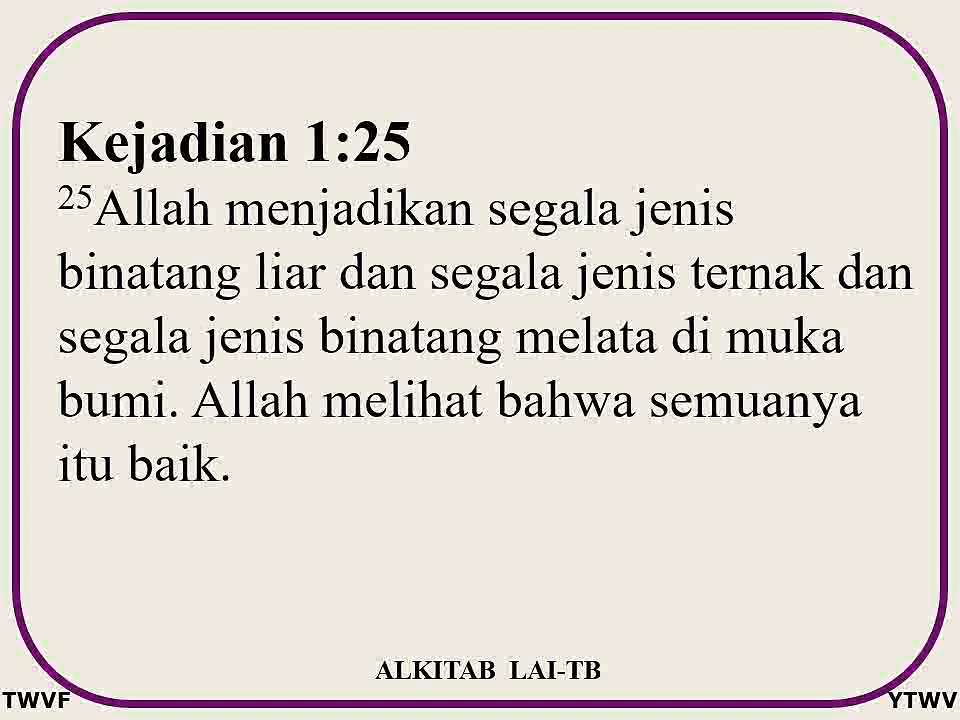 Kejadian 1:25
25Allah menjadikan segala jenis
binatang liar dan segala jenis ternak dan
segala jenis binatang melata di muka
bumi. Allah melihat bahwa semuanya
itu baik.
ALKITAB LAI-TB
TWVF
YTWV